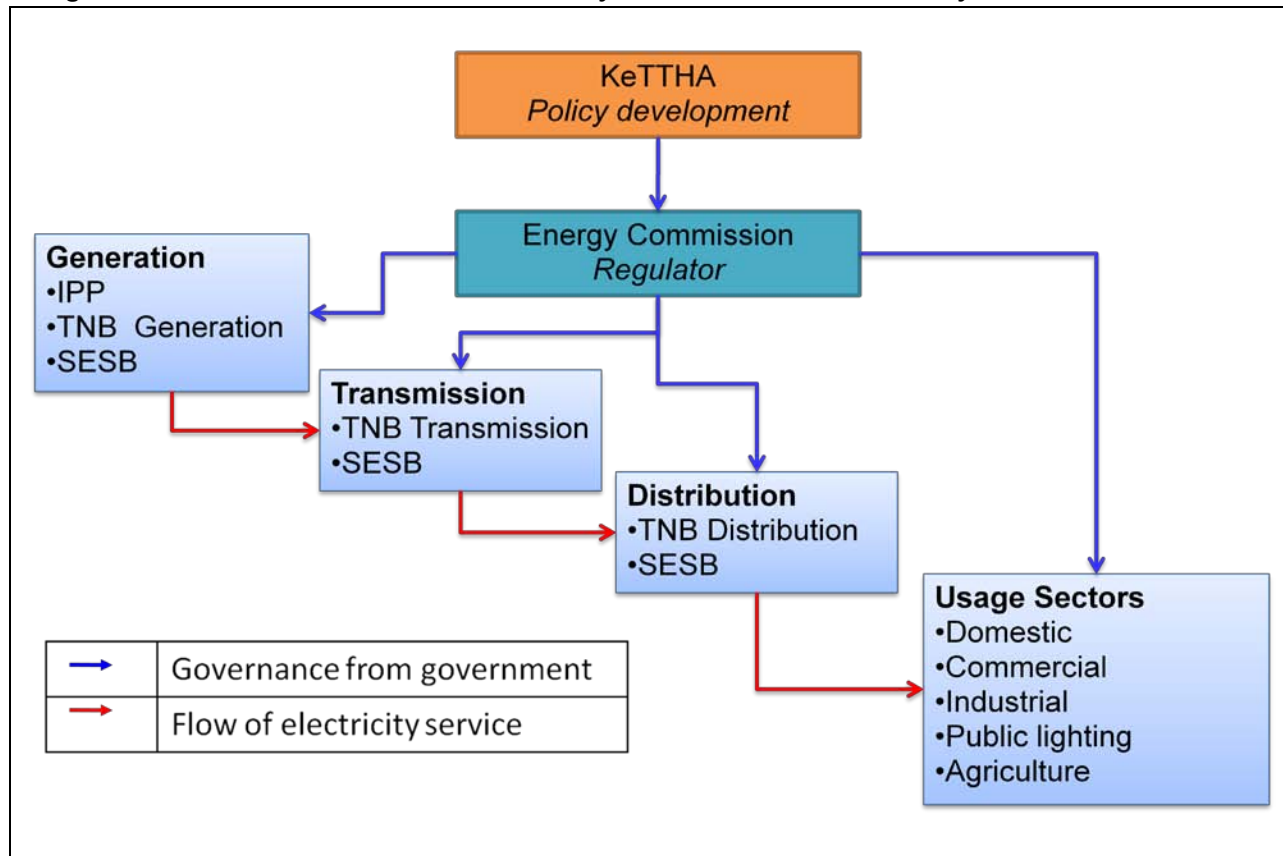 KeTTHA
Policy development
Energy Commission
Regulator
Generation
•IPP
•TNB Generation
•SESB
Transmission
•TNB Transmission
•SESB
Distribution
•TNB Distribution
•SESB
Usage Sectors
•Domestic
•Commercial
•Industrial
•Public lighting
•Agriculture
Governance from government
Flow of electricity service